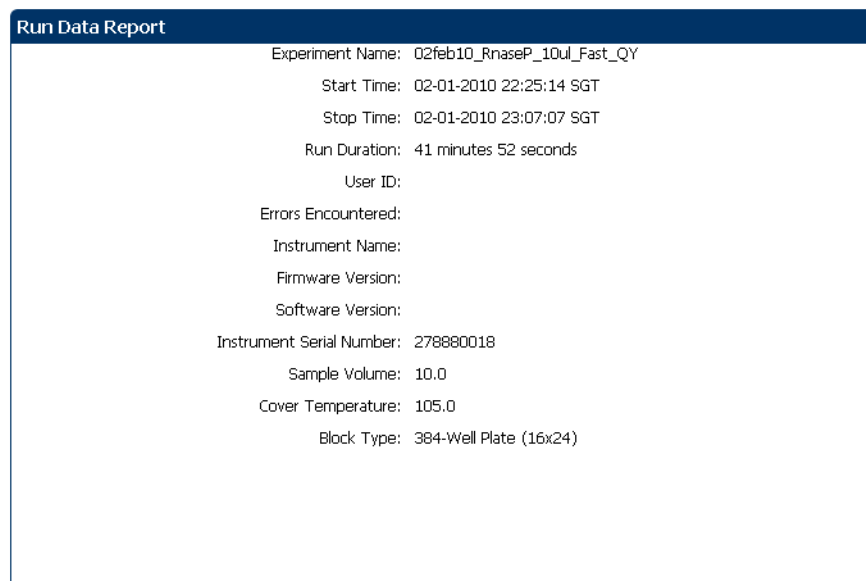 Run Data Report
Experiment Name: 02feb10_RnaseP_10ul_Fast_QY
Start Time: 02-01-2010 22:25:14 SGT
Stop Time: 02-01-2010 23:07:07 SGT
Run Duration: 41 minutes 52 seconds
User ID:
Errors Encountered:
Instrument Name:
Firmware Version:
Software Version:
Instrument Serial Number: 278880018
Sample Volume: 10.0
Cover Temperature: 105.0
Block Type: 384-Well Plate (16x24)